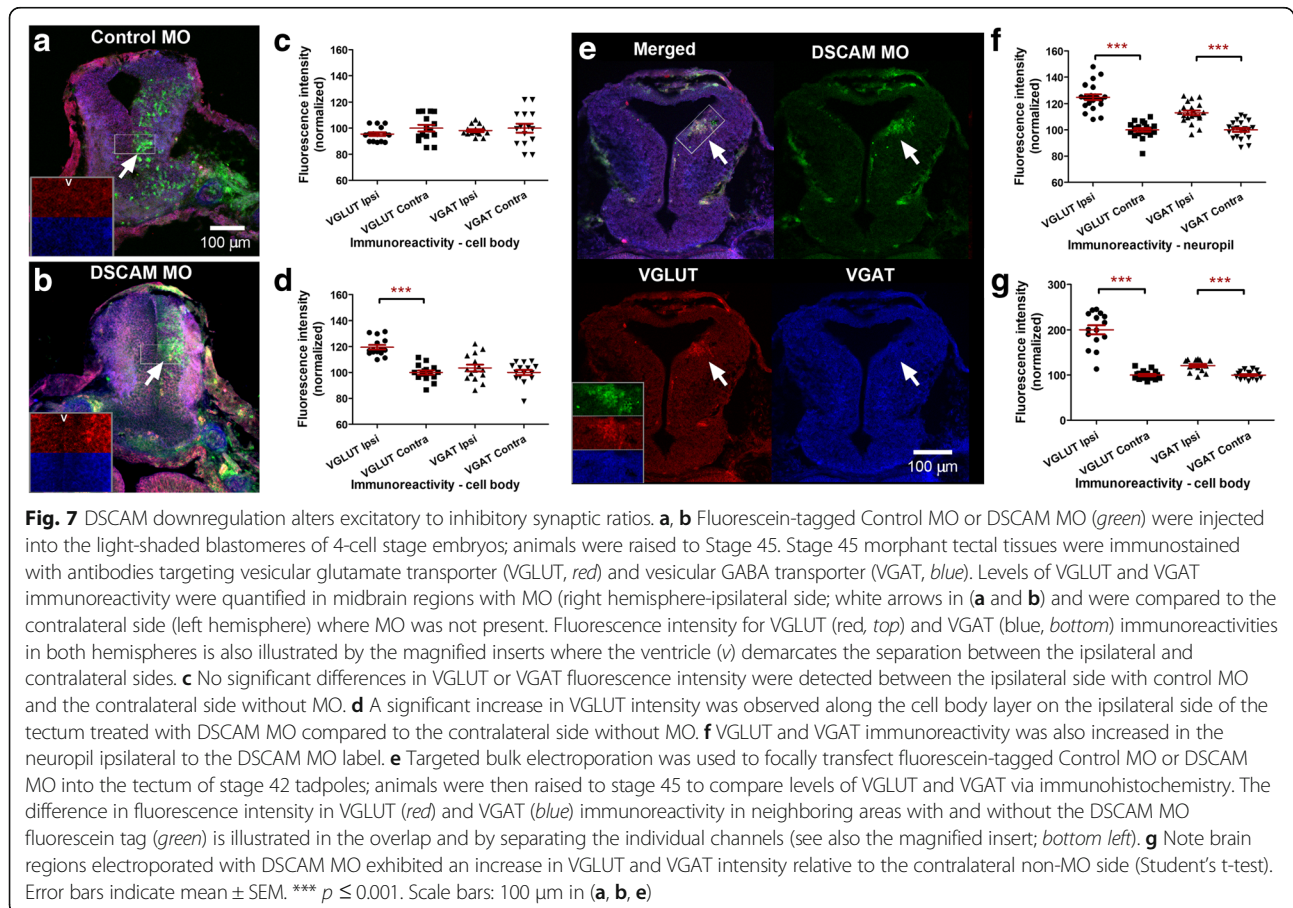 a
Control MO
v
100 µm
b
DSCAM MO
v
c
Fluorescence intensity
(normalized)
160
140
120
100
80
60
VGLUT Ipsi
VGLUT Contra
VGAT Ipsi
VGAT Contra
Immunoreactivity - cell body
d
***
Fluorescence intensity
(normalized)
160
140
120
100
80
60
VGLUT Ipsi
VGLUT Contra
VGAT Ipsi
VGAT Contra
Immunoreactivity - cell body
e
Merged
DSCAM MO
VGLUT
VGAT
100 µm
f
***
***
Fluorescence intensity
(normalized)
160
140
120
100
80
60
VGLUT Ipsi
VGLUT Contra
VGAT Ipsi
VGAT Contra
Immunoreactivity - neuropil
g
***
***
Fluorescence intensity
(normalized)
300
200
100
0
VGLUT Ipsi
VGLUT Contra
VGAT Ipsi
VGAT Contra
Immunoreactivity - cell body
Fig. 7 DSCAM downregulation alters excitatory to inhibitory synaptic ratios. a, b Fluorescein-tagged Control MO or DSCAM MO (green) were injected
into the light-shaded blastomeres of 4-cell stage embryos; animals were raised to Stage 45. Stage 45 morphant tectal tissues were immunostained
with antibodies targeting vesicular glutamate transporter (VGLUT, red) and vesicular GABA transporter (VGAT, blue). Levels of VGLUT and VGAT
immunoreactivity were quantified in midbrain regions with MO (right hemisphere-ipsilateral side; white arrows in (a and b) and were compared to the
contralateral side (left hemisphere) where MO was not present. Fluorescence intensity for VGLUT (red, top) and VGAT (blue, bottom) immunoreactivities
in both hemispheres is also illustrated by the magnified inserts where the ventricle (v) demarcates the separation between the ipsilateral and
contralateral sides. c No significant differences in VGLUT or VGAT fluorescence intensity were detected between the ipsilateral side with control MO
and the contralateral side without MO. d A significant increase in VGLUT intensity was observed along the cell body layer on the ipsilateral side of the
tectum treated with DSCAM MO compared to the contralateral side without MO. f VGLUT and VGAT immunoreactivity was also increased in the
neuropil ipsilateral to the DSCAM MO label. e Targeted bulk electroporation was used to focally transfect fluorescein-tagged Control MO or DSCAM
MO into the tectum of stage 42 tadpoles; animals were then raised to stage 45 to compare levels of VGLUT and VGAT via immunohistochemistry. The
difference in fluorescence intensity in VGLUT (red) and VGAT (blue) immunoreactivity in neighboring areas with and without the DSCAM MO
fluorescein tag (green) is illustrated in the overlap and by separating the individual channels (see also the magnified insert; bottom left). g Note brain
regions electroporated with DSCAM MO exhibited an increase in VGLUT and VGAT intensity relative to the contralateral non-MO side (Student's t-test).
Error bars indicate mean ± SEM. *** p ≤ 0.001. Scale bars: 100 µm in (a, b, e)